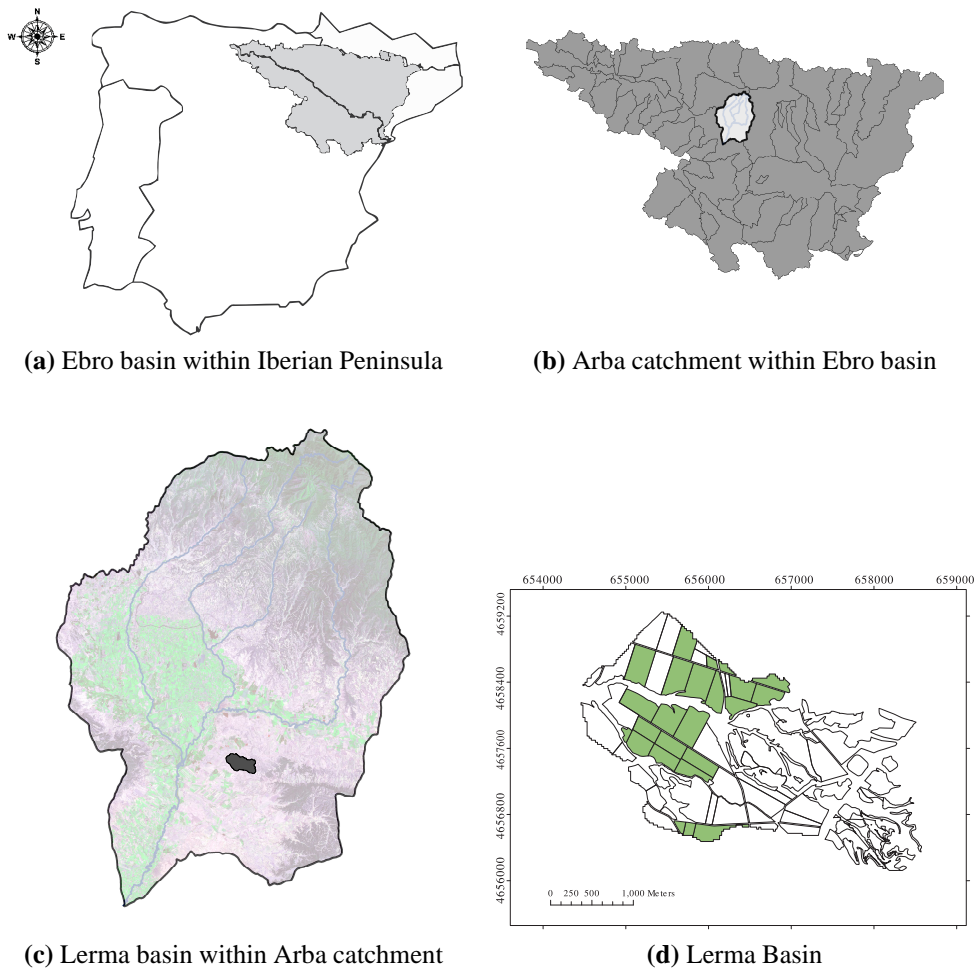 N
W E
S
(a) Ebro basin within Iberian Peninsula
(b) Arba catchment within Ebro basin
(c) Lerma basin within Arba catchment
654000 655000 656000 657000 658000 659000
4659200
4658400
4657600
4656800
4656000
0 250 500 1,000 Meters
(d) Lerma Basin